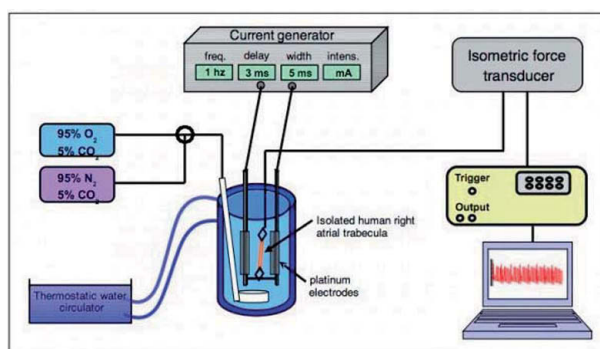 Current generator
freq. delay width intens.
1 hz 3 ms 5 ms mA
Isometric force
transducer
95% O2
5% CO2
95% N2
5% CO2
Trigger
Output
Isolated human right
atrial trabecula
platinum
electrodes
Thermostatic water
circulator